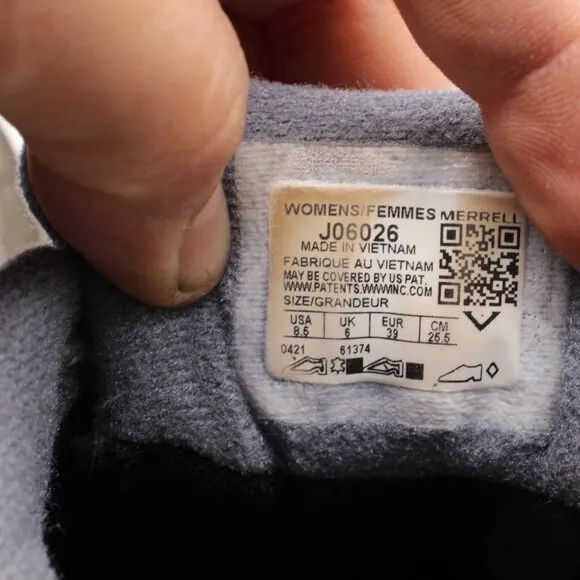 WOMENS/FEMMES MERRELL
J06026
MADE IN VIETNAM
FABRIQUÉ AU VIETNAM
MAY BE COVERED BY US PAT.
WWW.PATENTS.WWWINC.COM
SIZE/GRANDEUR
USA UK EUR CM
8.5 6 39 25.5
0421 61374